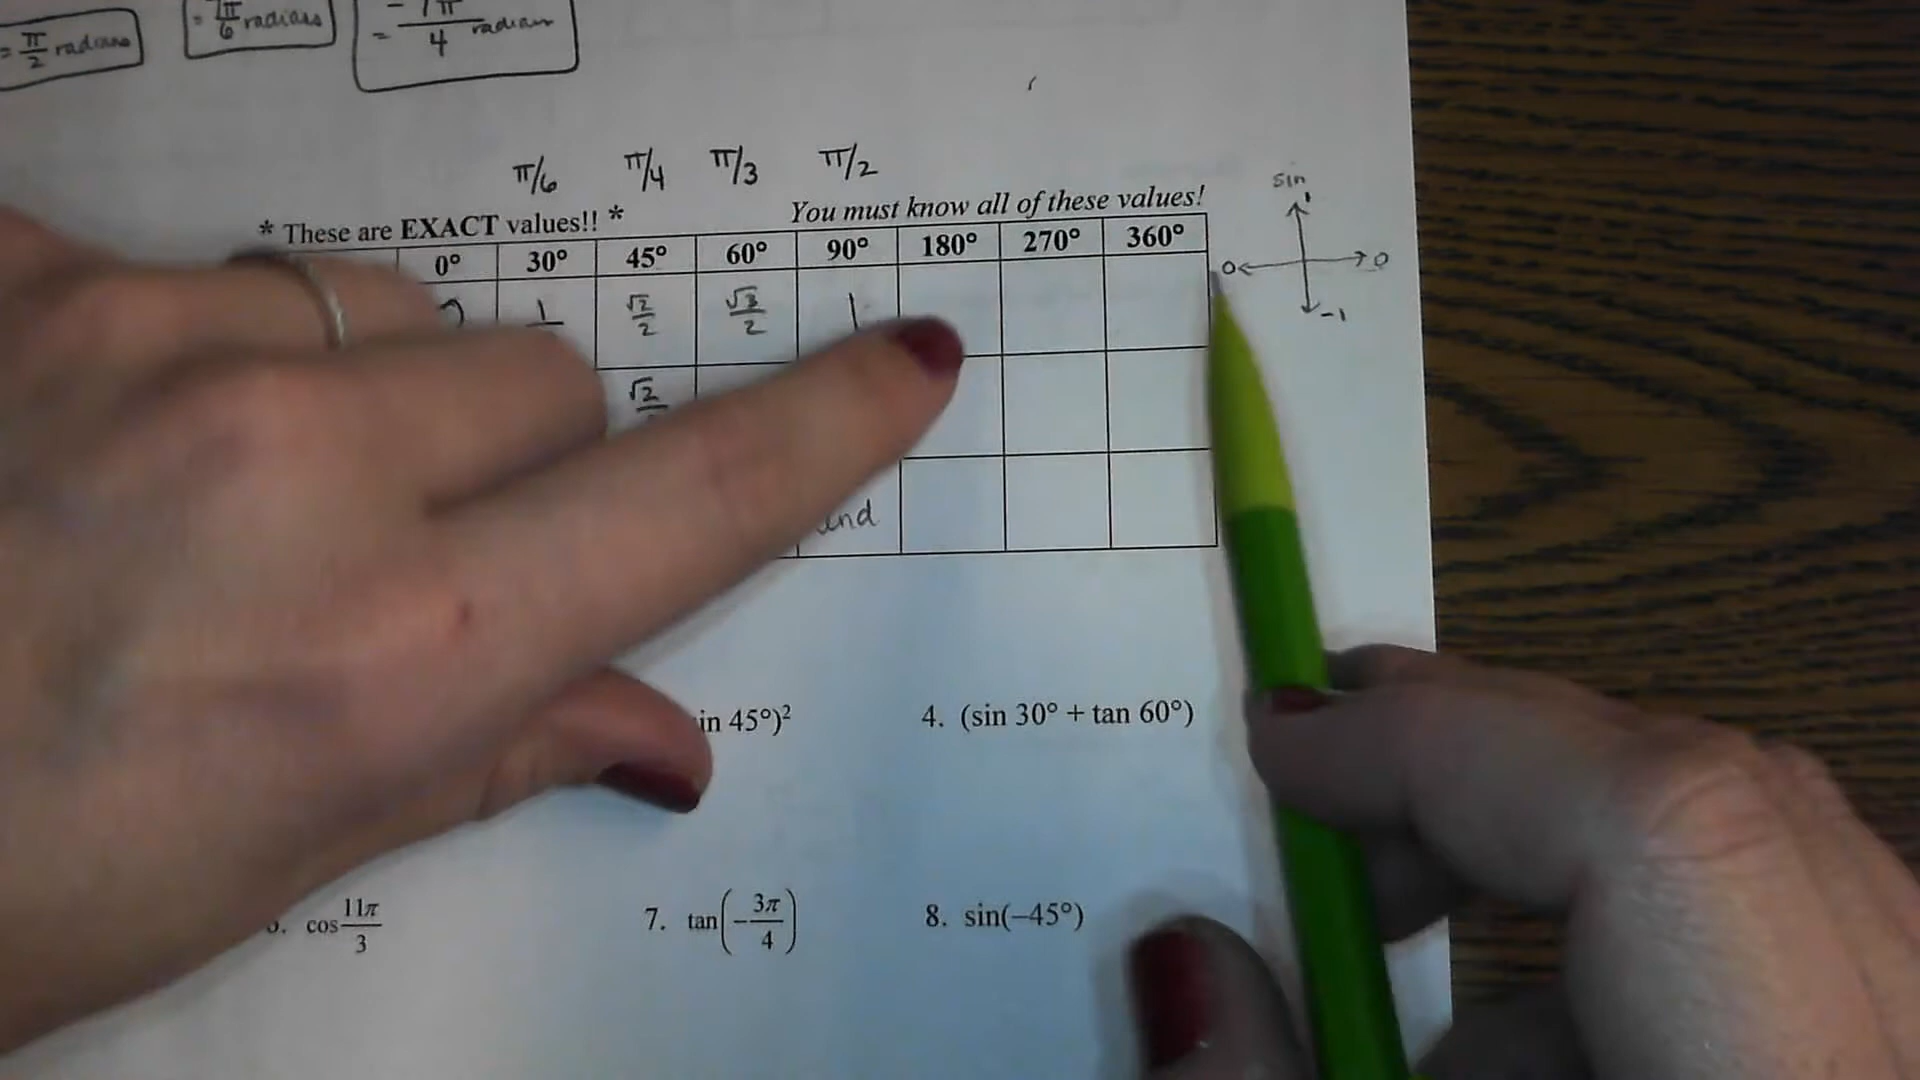 = π/2 radians = 7π/6 radians = -7π/4 radian
π/6 π/4 π/3 π/2
* These are EXACT values!! * You must know all of these values!
0° 30° 45° 60° 90° 180° 270° 360°
1 √2/2 √3/2 1
√2
und
sin
1
0 0
-1
45°)² 4. (sin 30° + tan 60°)
cos 11π/3 7. tan(-3π/4) 8. sin(-45°)